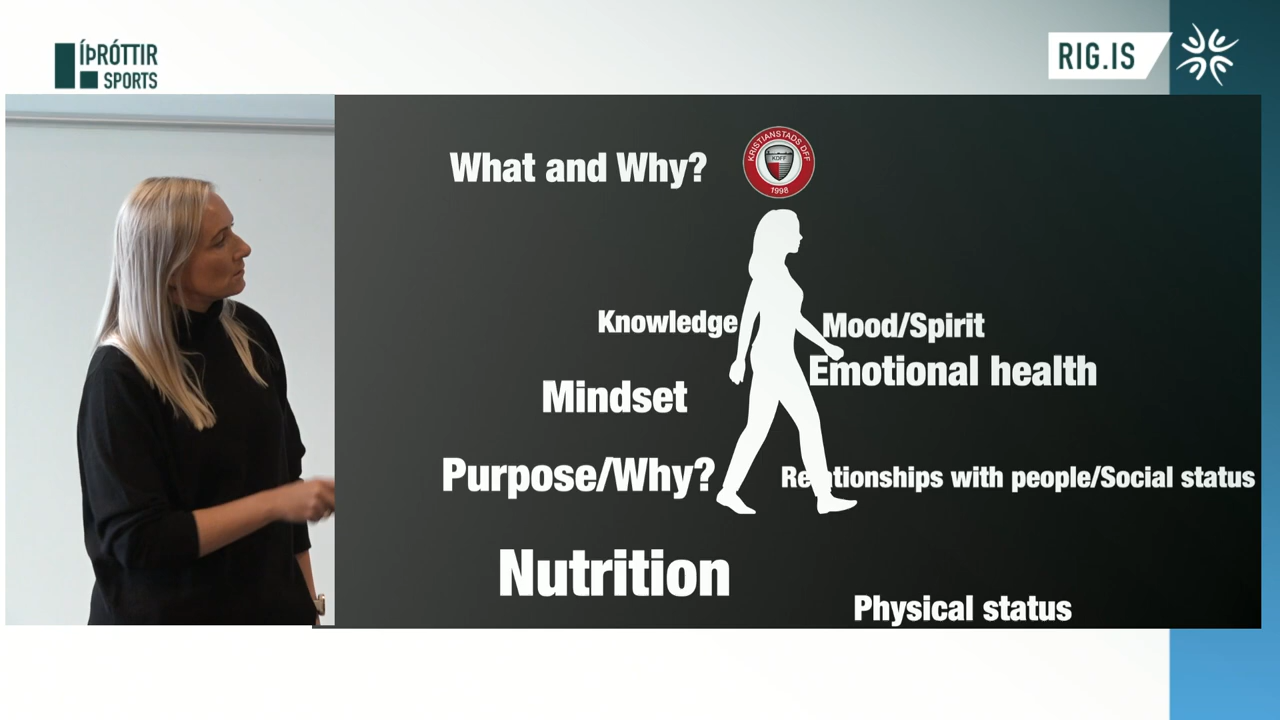 ÍÞRÓTTIR
SPORTS
RIG.IS
What and Why?
KRISTIANSTADS DFF
KDFF
1998
Knowledge
Mood/Spirit
Emotional health
Mindset
Purpose/Why?
Relationships with people/Social status
Nutrition
Physical status